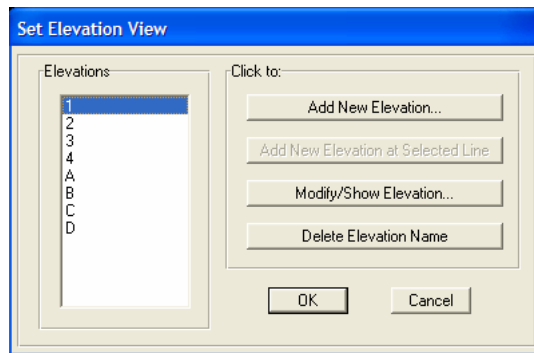 Set Elevation View
Elevations
1
2
3
4
A
B
C
D
Click to:
Add New Elevation...
Add New Elevation at Selected Line
Modify/Show Elevation...
Delete Elevation Name
OK
Cancel